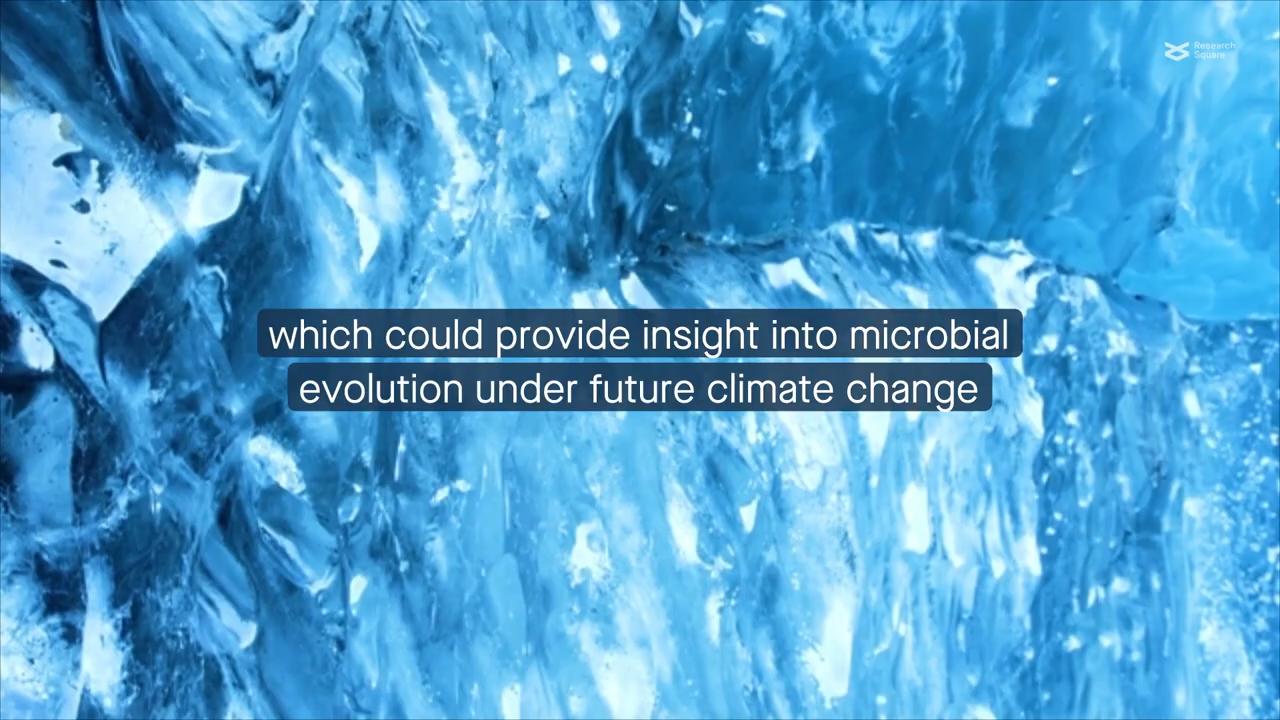 Research
Square
which could provide insight into microbial
evolution under future climate change